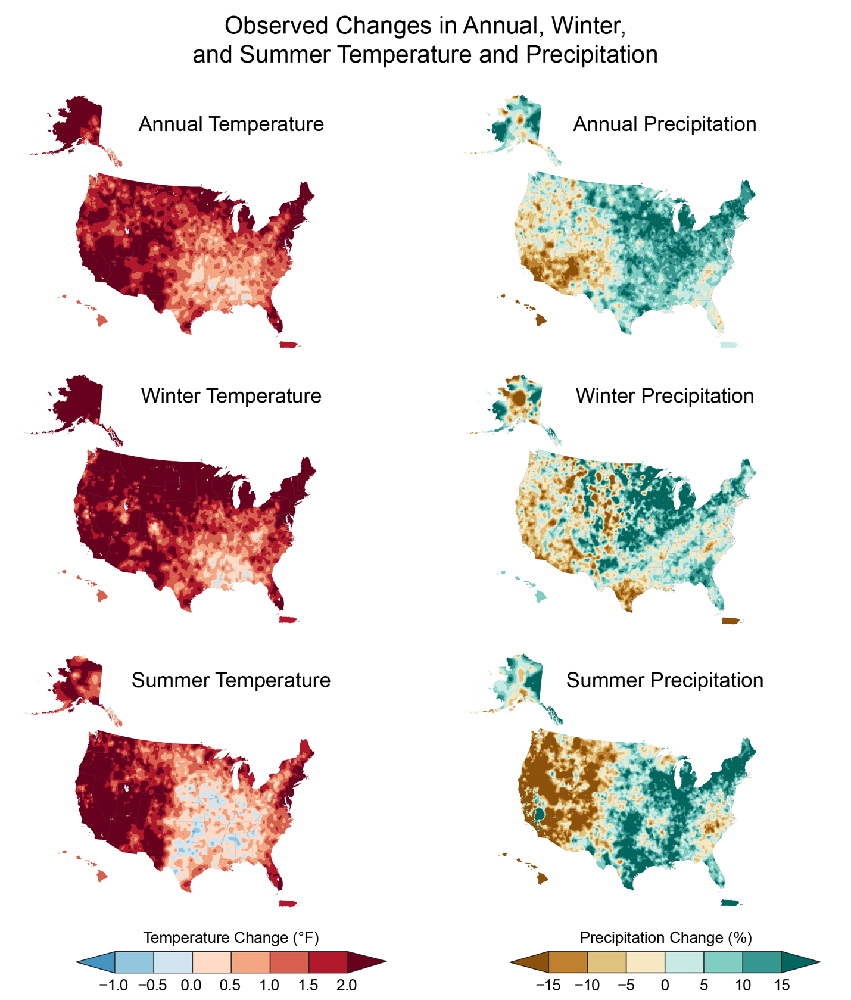 Observed Changes in Annual, Winter,
and Summer Temperature and Precipitation
Annual Temperature
Annual Precipitation
Winter Temperature
Winter Precipitation
Summer Temperature
Summer Precipitation
Temperature Change (°F)
−1.0 −0.5 0.0 0.5 1.0 1.5 2.0
Precipitation Change (%)
−15 −10 −5 0 5 10 15